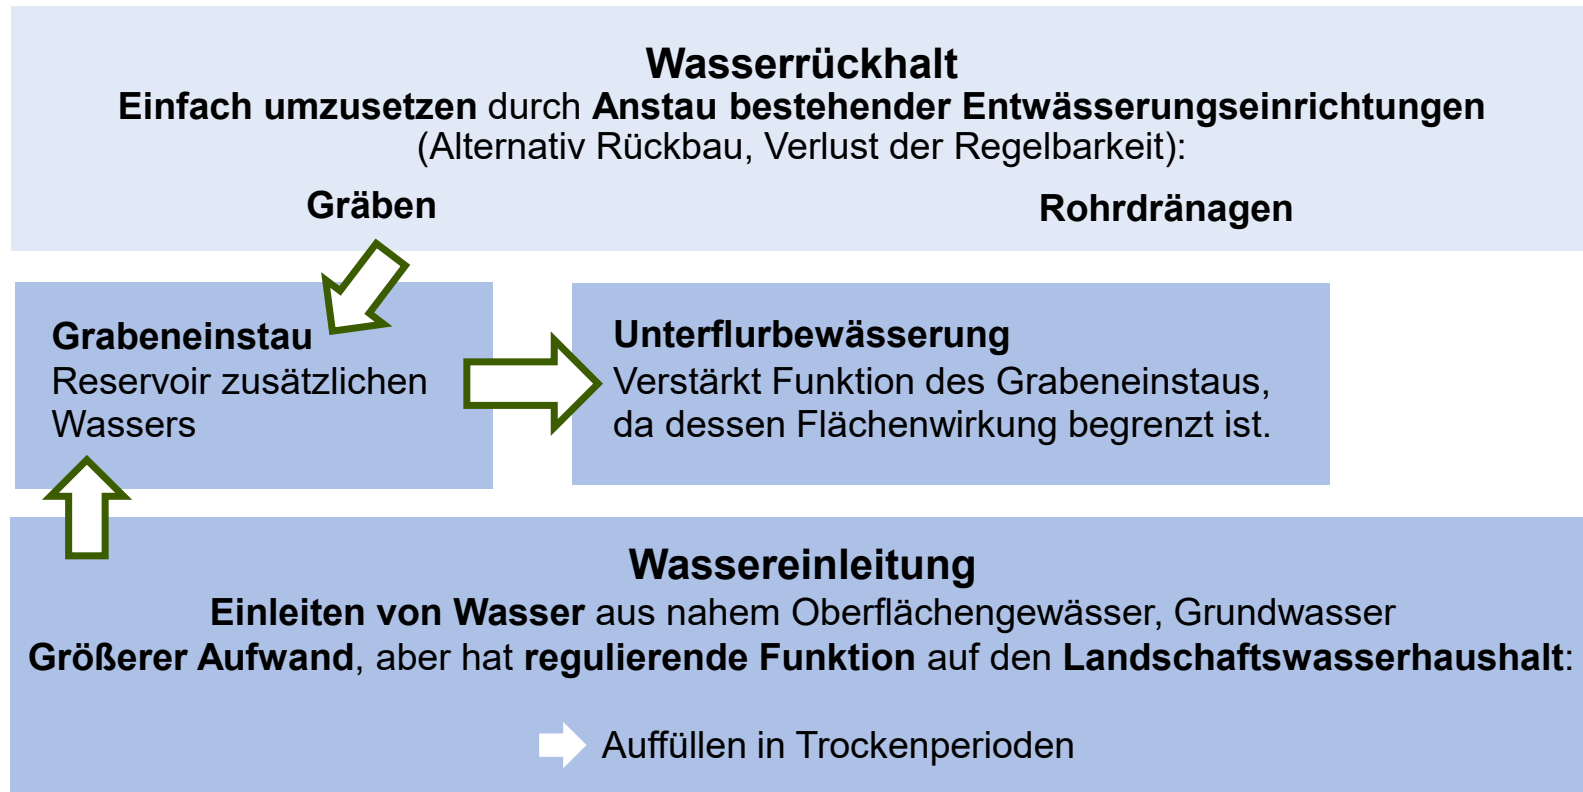 Wasserrückhalt
Einfach umzusetzen durch Anstau bestehender Entwässerungseinrichtungen
(Alternativ Rückbau, Verlust der Regelbarkeit):
Gräben
Rohrdränagen
Grabeneinstau
Reservoir zusätzlichen
Wassers
Unterflurbewässerung
Verstärkt Funktion des Grabeneinstaus,
da dessen Flächenwirkung begrenzt ist.
Wassereinleitung
Einleiten von Wasser aus nahem Oberflächengewässer, Grundwasser
Größerer Aufwand, aber hat regulierende Funktion auf den Landschaftswasserhaushalt:
Auffüllen in Trockenperioden